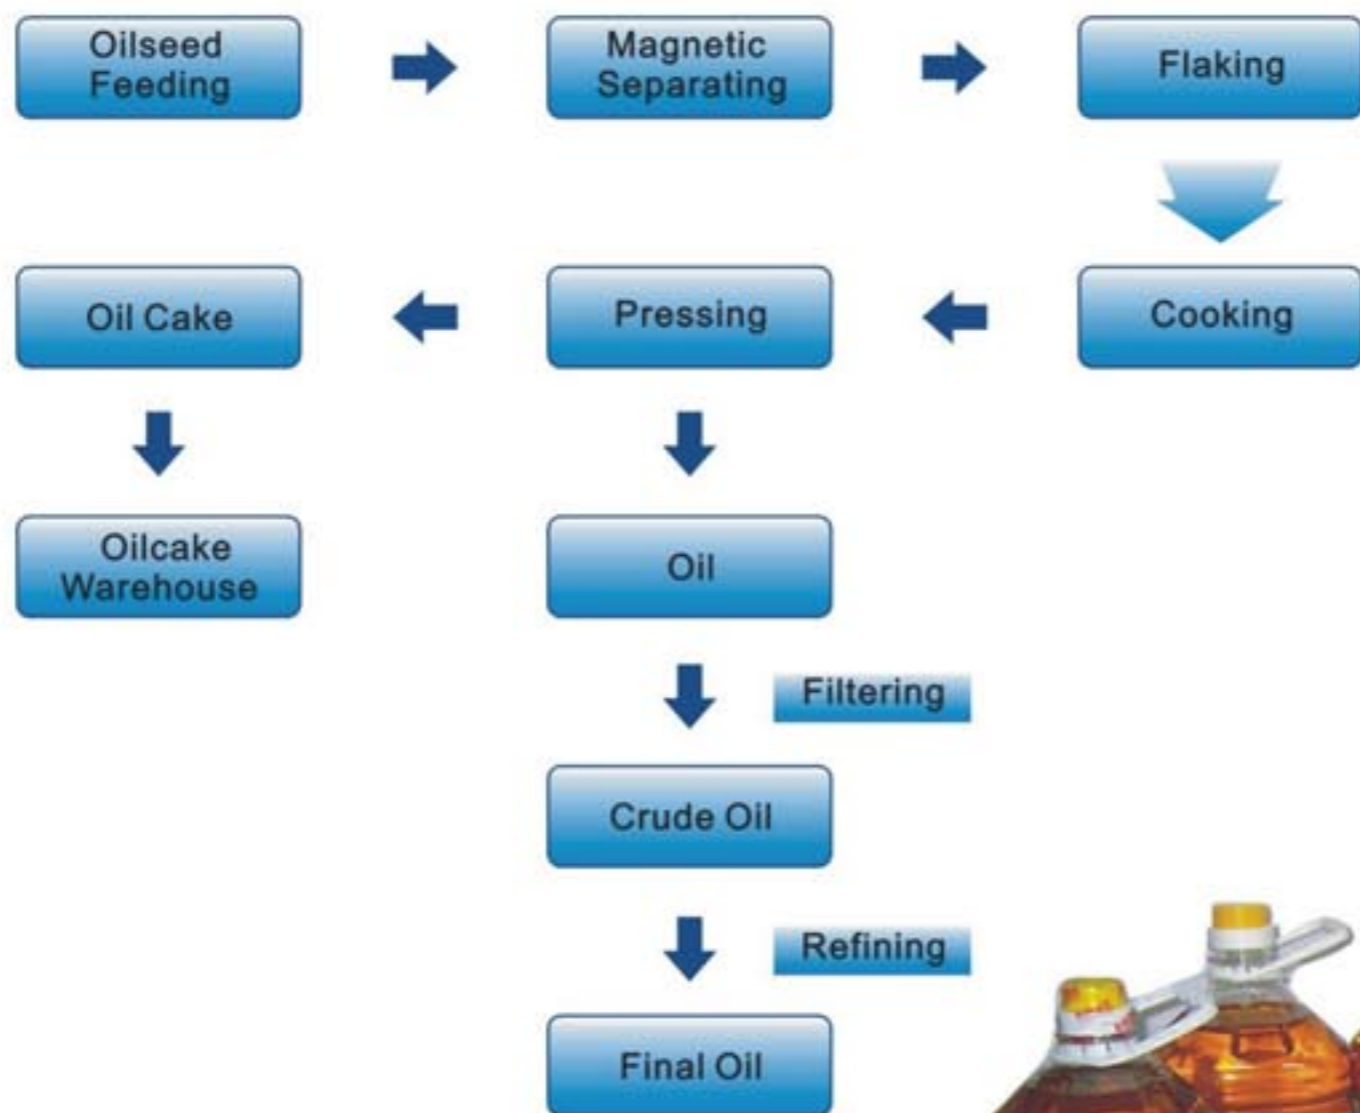 Oilseed
Feeding
Magnetic
Separating
Flaking
Oil Cake
Pressing
Cooking
Oilcake
Warehouse
Oil
Filtering
Crude Oil
Refining
Final Oil